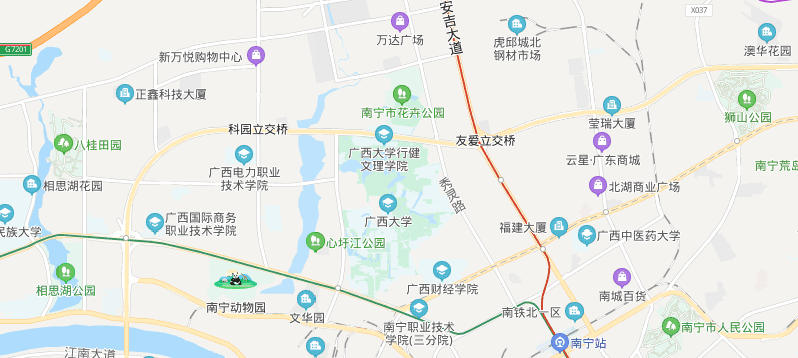 安吉大道
X037
万达广场
虎邱城北
钢材市场
澳华花园
G7201
新万悦购物中心
正鑫科技大厦
南宁市花卉公园
莹瑞大厦
狮山公园
科园立交桥
友爱立交桥
八桂田园
广西大学行健
文理学院
云星·广东商城
南宁荒岛
广西电力职业
技术学院
相思湖花园
秀灵路
北湖商业广场
广西国际商务
职业技术学院
广西大学
民族大学
福建大厦
广西中医药大学
心圩江公园
相思湖公园
广西财经学院
南宁动物园
文华园
南城百货
南铁北一区
南宁职业技术
学院(三分院)
南宁市人民公园
南宁站
江南大道